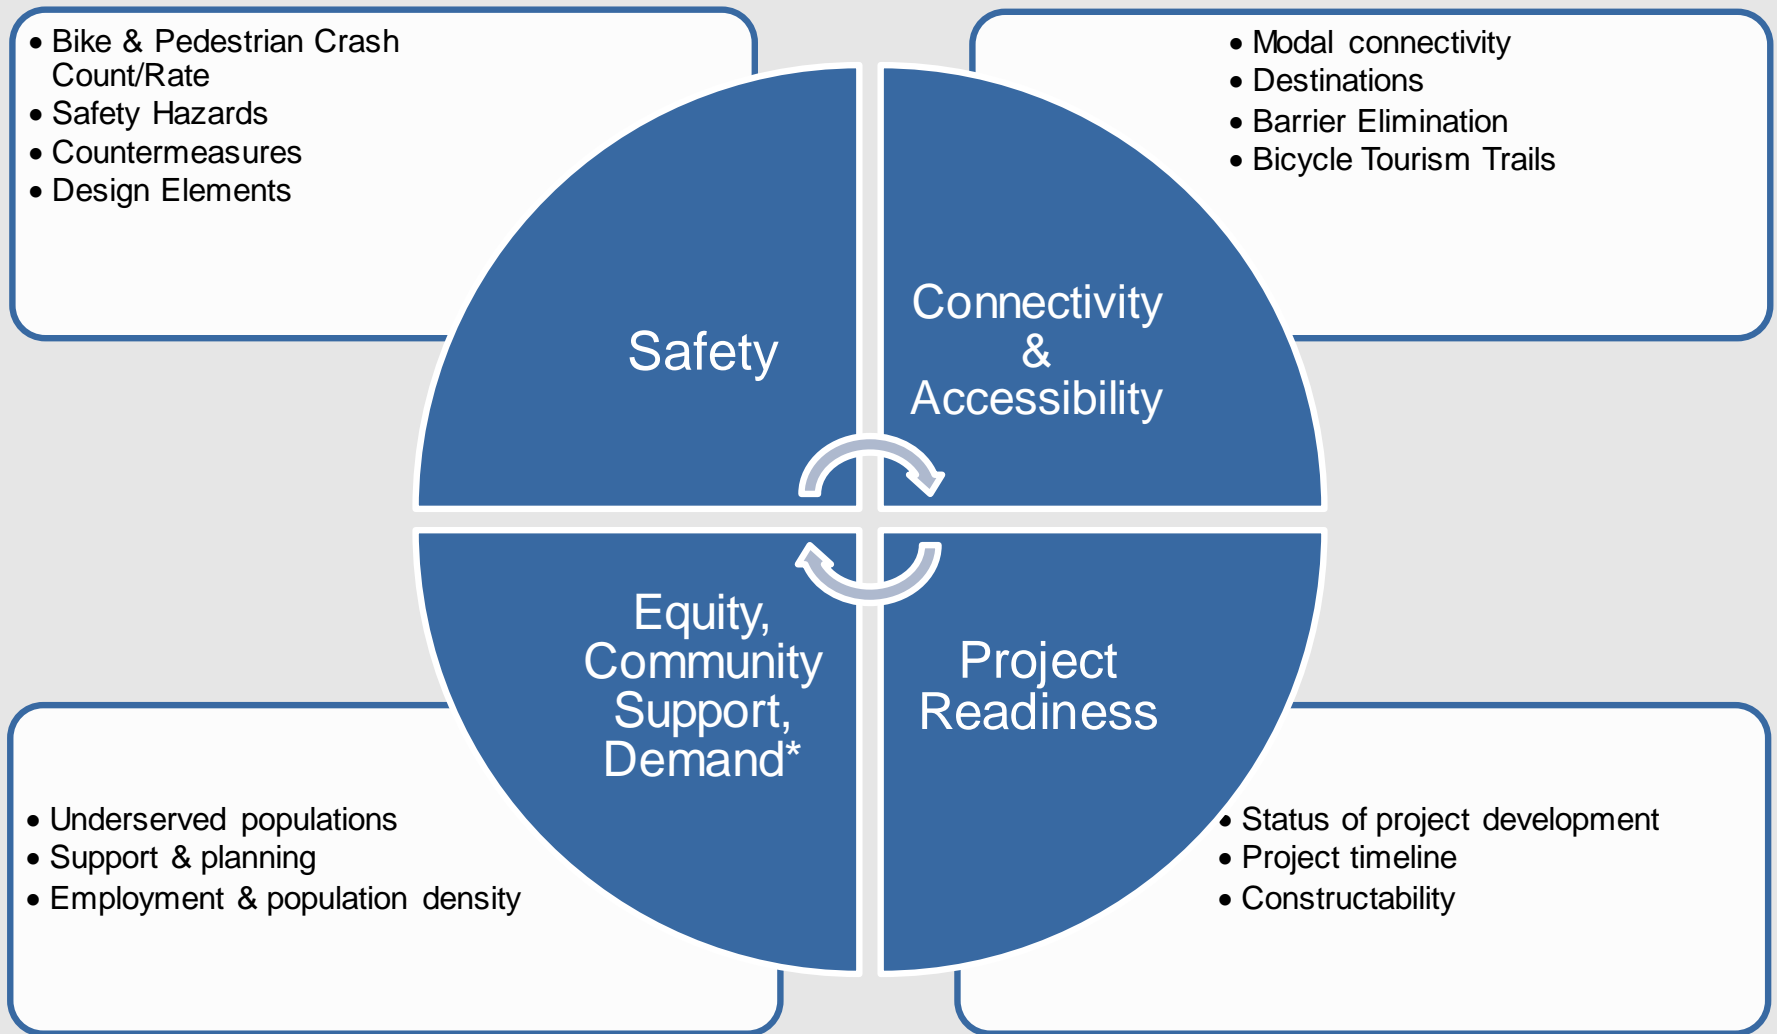 • Bike & Pedestrian Crash
Count/Rate
• Safety Hazards
• Countermeasures
• Design Elements
• Modal connectivity
• Destinations
• Barrier Elimination
• Bicycle Tourism Trails
Safety
Connectivity
&
Accessibility
Equity,
Community
Support,
Demand*
Project
Readiness
• Underserved populations
• Support & planning
• Employment & population density
• Status of project development
• Project timeline
• Constructability